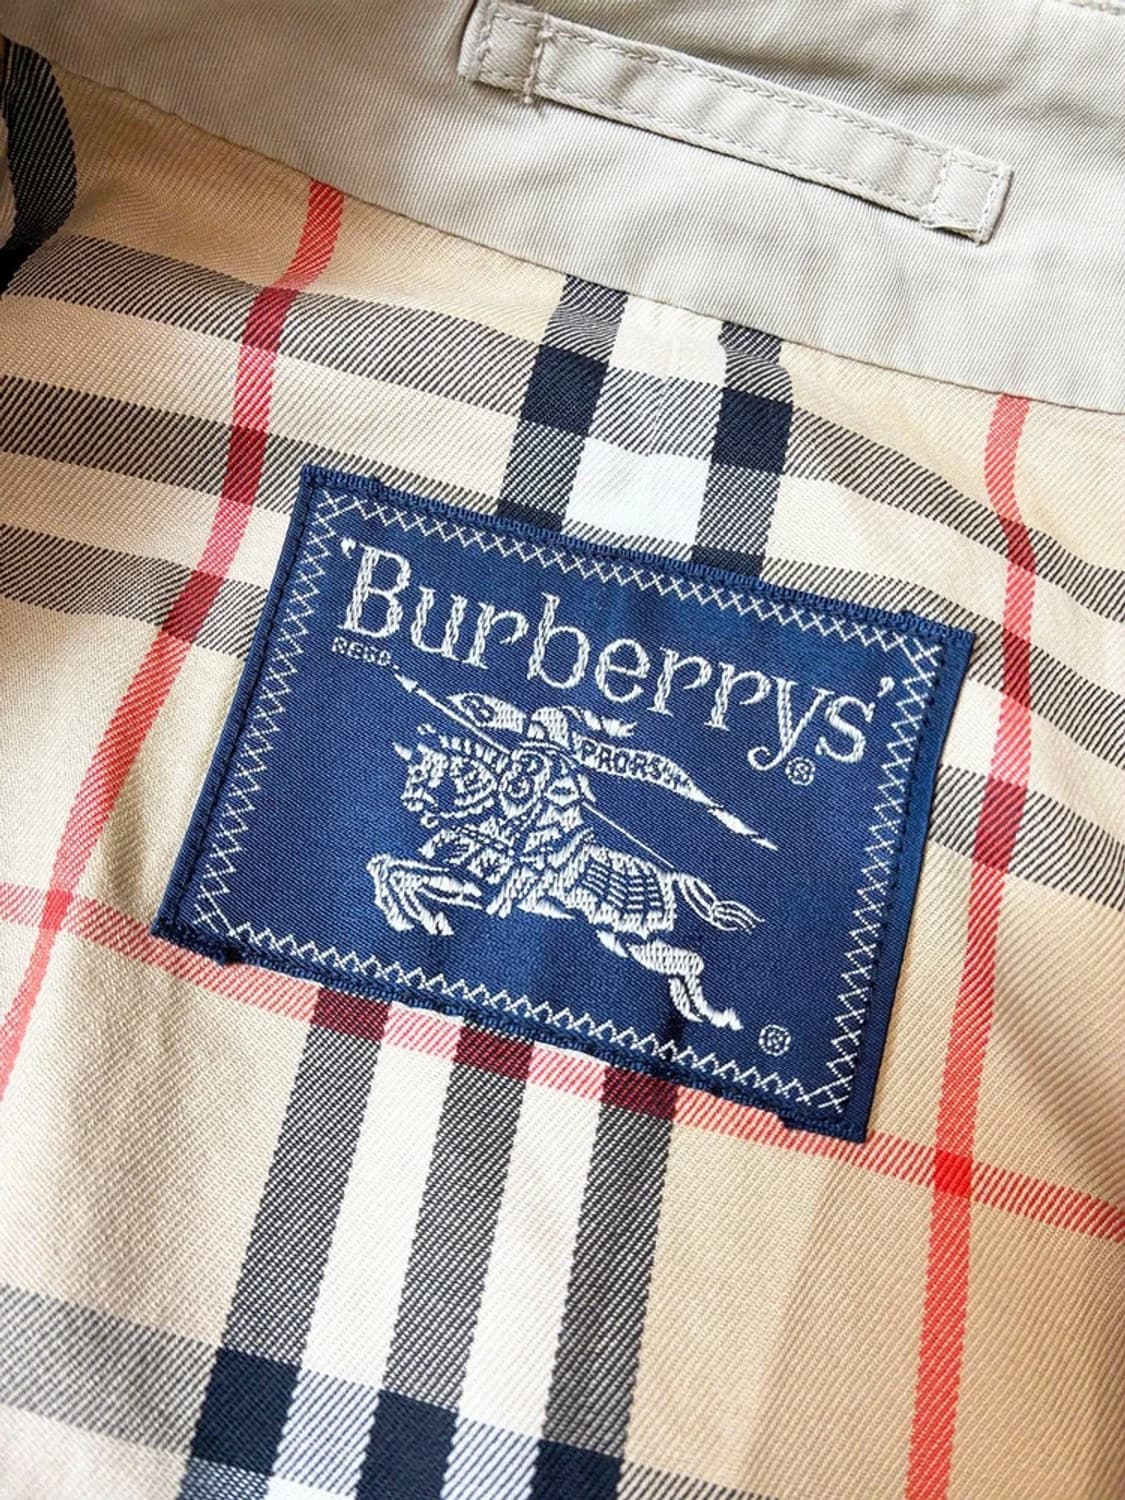 'Burberrys'®
REGD.
PRORSUM
®